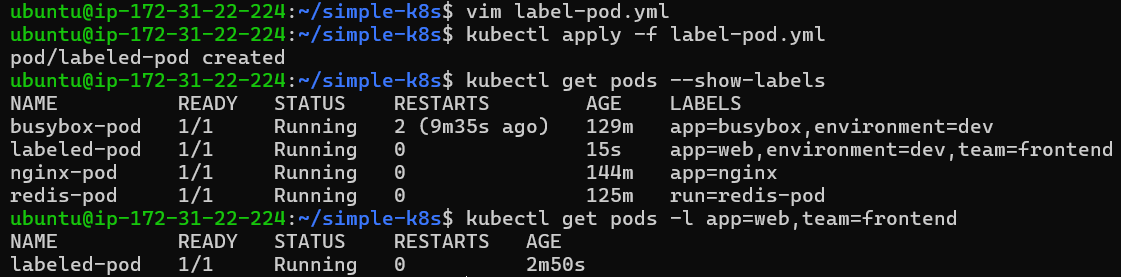 ubuntu@ip-172-31-22-224:~/simple-k8s$ vim label-pod.yml
ubuntu@ip-172-31-22-224:~/simple-k8s$ kubectl apply -f label-pod.yml
pod/labeled-pod created
ubuntu@ip-172-31-22-224:~/simple-k8s$ kubectl get pods --show-labels
NAME          READY   STATUS    RESTARTS        AGE    LABELS
busybox-pod   1/1     Running   2 (9m35s ago)   129m   app=busybox,environment=dev
labeled-pod   1/1     Running   0               15s    app=web,environment=dev,team=frontend
nginx-pod     1/1     Running   0               144m   app=nginx
redis-pod     1/1     Running   0               125m   run=redis-pod
ubuntu@ip-172-31-22-224:~/simple-k8s$ kubectl get pods -l app=web,team=frontend
NAME          READY   STATUS    RESTARTS   AGE
labeled-pod   1/1     Running   0          2m50s